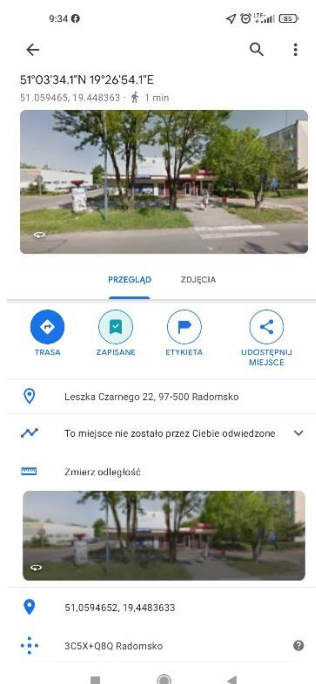 9:34
LTE
85
51°03'34.1"N 19°26'54.1"E
51.059465, 19.448363 · 1 min
PRZEGLĄD ZDJĘCIA
TRASA ZAPISANE ETYKIETA UDOSTĘPNIJ
MIEJSCE
Leszka Czarnego 22, 97-500 Radomsko
To miejsce nie zostało przez Ciebie odwiedzone
Zmierz odległość
51,0594652, 19,4483633
3C5X+Q8Q Radomsko